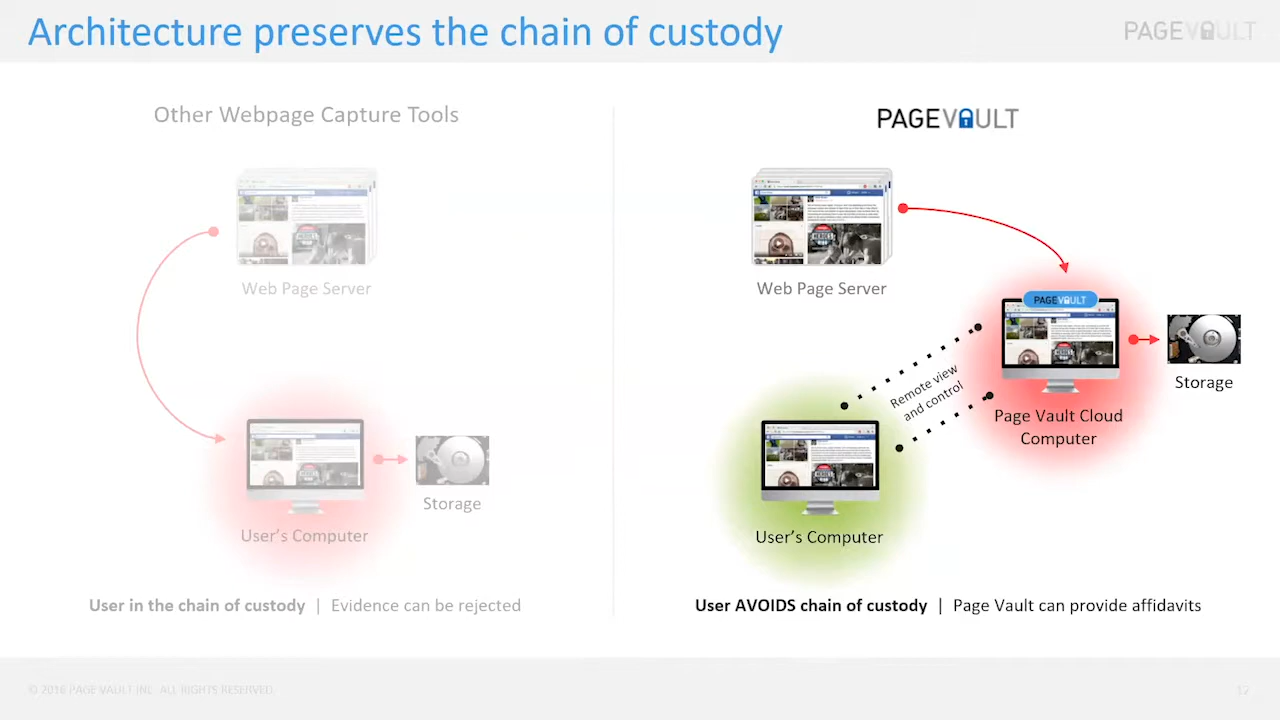 Architecture preserves the chain of custody
PAGEVAULT
Other Webpage Capture Tools
Web Page Server
User's Computer
Storage
User in the chain of custody | Evidence can be rejected
PAGEVAULT
Web Page Server
PAGEVAULT
Remote view
and control
Storage
Page Vault Cloud
Computer
User's Computer
User AVOIDS chain of custody | Page Vault can provide affidavits
© 2016 PAGE VAULT INC. ALL RIGHTS RESERVED.
17